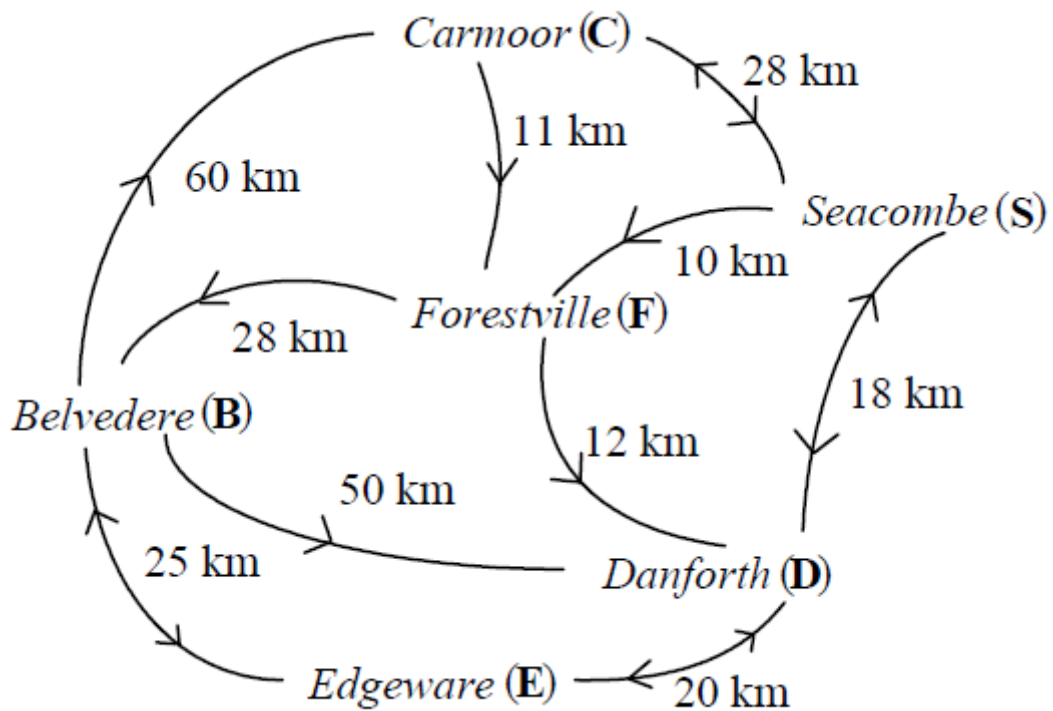 Carmoor (C)
28 km
11 km
60 km
Seacombe (S)
10 km
Forestville (F)
28 km
18 km
Belvedere (B)
12 km
50 km
25 km
Danforth (D)
Edgeware (E)
20 km